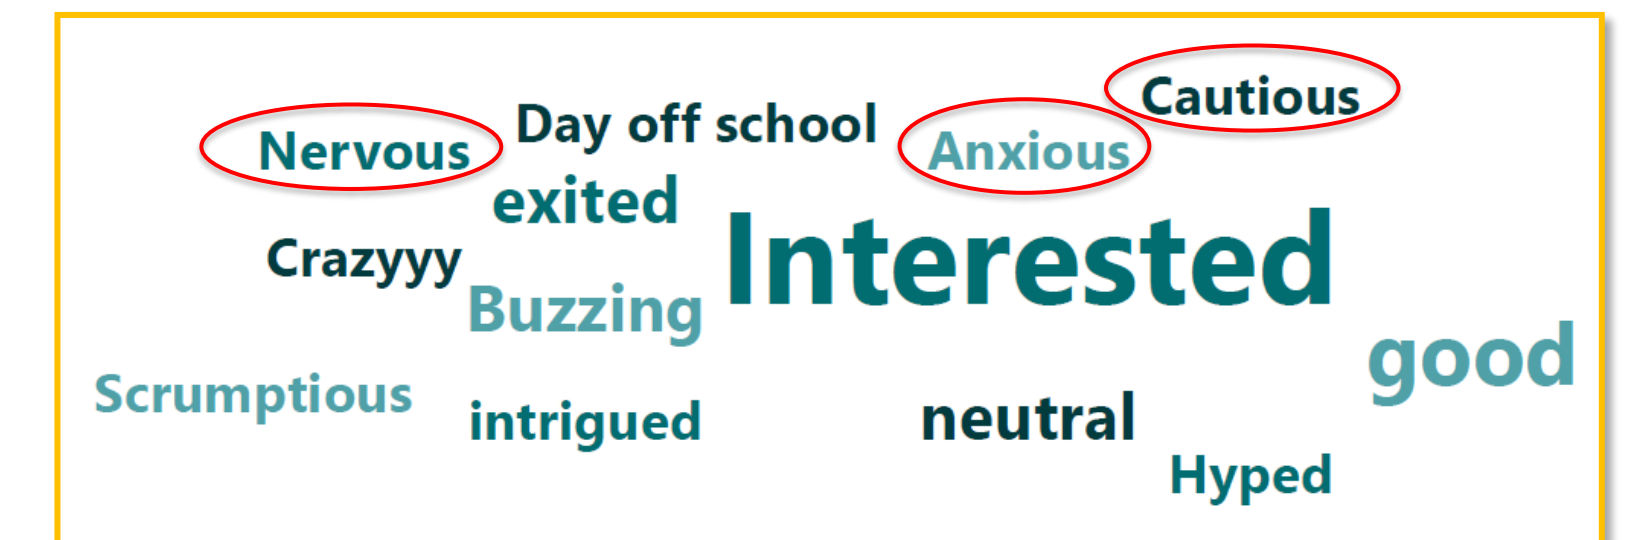 Cautious
Day off school
Nervous
Anxious
exited
Interested
Crazyyy
Buzzing
good
Scrumptious
intrigued
neutral
Hyped